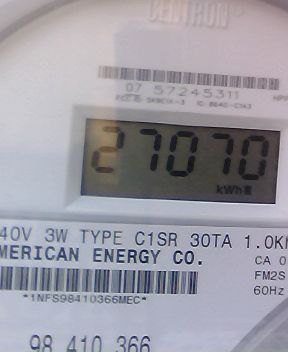 CENTRON
07 57245311
27070
kWh
40V 3W TYPE C1SR 30TA 1.0K
MERICAN ENERGY CO.
CA 0
FM2S
60Hz
*1NFS98410366MEC*
98 410 366